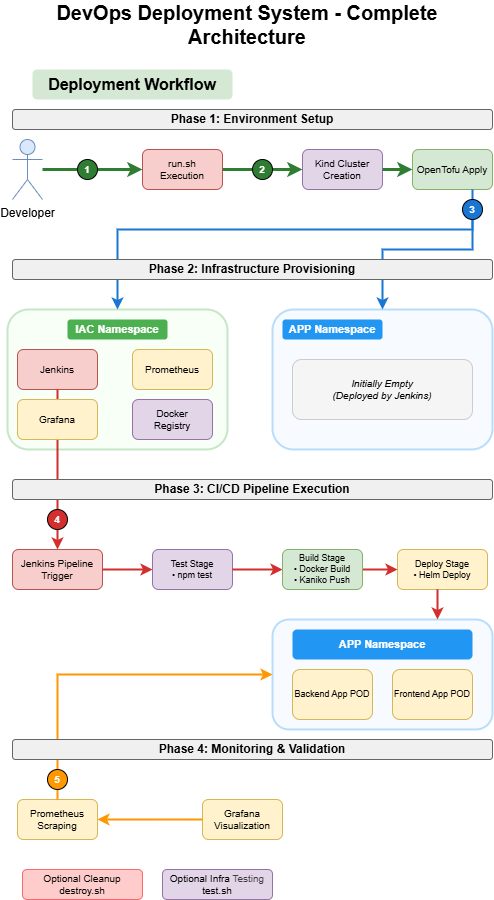 DevOps Deployment System - Complete
Architecture
Deployment Workflow
Phase 1: Environment Setup
Developer
1
run.sh
Execution
2
Kind Cluster
Creation
OpenTofu Apply
3
Phase 2: Infrastructure Provisioning
IAC Namespace
Jenkins
Prometheus
Grafana
Docker
Registry
APP Namespace
Initially Empty
(Deployed by Jenkins)
Phase 3: CI/CD Pipeline Execution
4
Jenkins Pipeline
Trigger
Test Stage
• npm test
Build Stage
• Docker Build
• Kaniko Push
Deploy Stage
• Helm Deploy
APP Namespace
Backend App POD
Frontend App POD
Phase 4: Monitoring & Validation
5
Prometheus
Scraping
Grafana
Visualization
Optional Cleanup
destroy.sh
Optional Infra Testing
test.sh